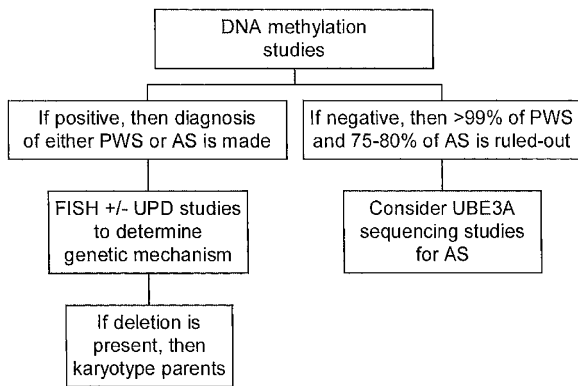 DNA methylation
studies
If positive, then diagnosis
of either PWS or AS is made
If negative, then >99% of PWS
and 75-80% of AS is ruled-out
FISH +/- UPD studies
to determine
genetic mechanism
Consider UBE3A
sequencing studies
for AS
If deletion is
present, then
karyotype parents